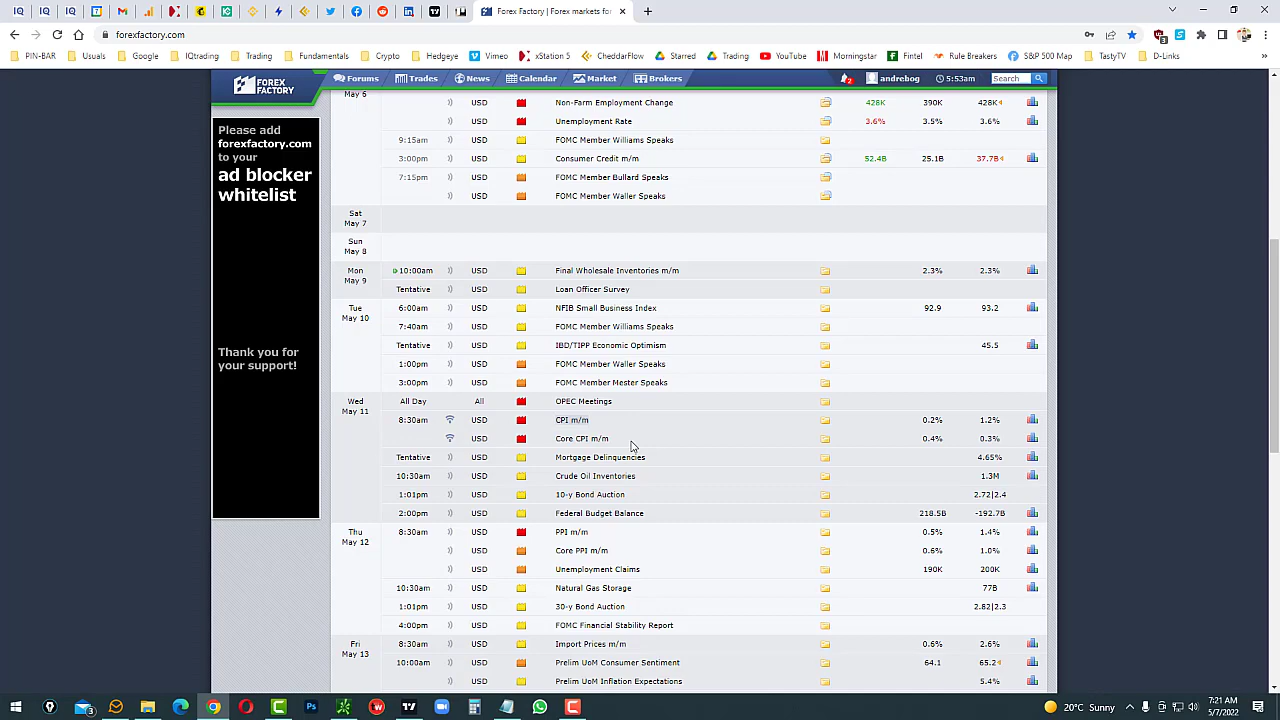 Forex Factory | Forex markets for
forexfactory.com
PIN-BAR Usuals Google IQtrading Trading Fundamentals Crypto Hedgeye Vimeo xStation 5 CheddarFlow Starred Trading YouTube Morningstar Fintel Rule Breakers S&P 500 Map TastyTV D-Links
FOREX FACTORY
Forums Trades News Calendar Market Brokers 2 andrebog 5:53am Search
Please add
forexfactory.com
to your
ad blocker
whitelist
Thank you for
your support!
May 6
USD Non-Farm Employment Change 428K 390K 428K
USD Unemployment Rate 3.6% 3.5% 3.6%
9:15am USD FOMC Member Williams Speaks
3:00pm USD Consumer Credit m/m 52.4B 25.1B 37.7B
7:15pm USD FOMC Member Bullard Speaks
USD FOMC Member Waller Speaks
Sat
May 7
Sun
May 8
Mon
May 9
10:00am USD Final Wholesale Inventories m/m 2.3% 2.3%
Tentative USD Loan Officer Survey
Tue
May 10
6:00am USD NFIB Small Business Index 92.9 93.2
7:40am USD FOMC Member Williams Speaks
Tentative USD IBD/TIPP Economic Optimism 45.5
1:00pm USD FOMC Member Waller Speaks
3:00pm USD FOMC Member Mester Speaks
Wed
May 11
All Day All OPEC Meetings
8:30am USD CPI m/m 0.2% 1.2%
USD Core CPI m/m 0.4% 0.3%
Tentative USD Mortgage Delinquencies 4.65%
10:30am USD Crude Oil Inventories 1.3M
1:01pm USD 10-y Bond Auction 2.72|2.4
2:00pm USD Federal Budget Balance 218.5B -192.7B
Thu
May 12
8:30am USD PPI m/m 0.5% 1.4%
USD Core PPI m/m 0.6% 1.0%
USD Unemployment Claims 190K 200K
10:30am USD Natural Gas Storage 77B
1:01pm USD 30-y Bond Auction 2.82|2.3
4:00pm USD FOMC Financial Stability Report
Fri
May 13
8:30am USD Import Prices m/m 0.6% 2.6%
10:00am USD Prelim UoM Consumer Sentiment 64.1 65.2
USD Prelim UoM Inflation Expectations 5.4%
20°C Sunny
7:21 AM
5/7/2022